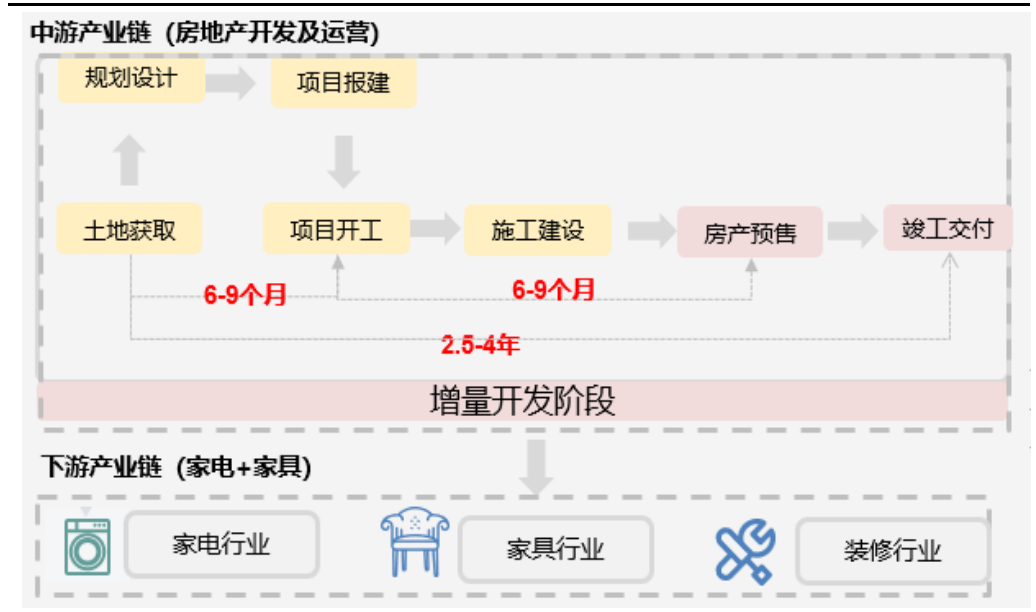 中游产业链 (房地产开发及运营)
规划设计
项目报建
土地获取
项目开工
施工建设
房产预售
竣工交付
6-9个月
6-9个月
2.5-4年
增量开发阶段
下游产业链 (家电+家具)
家电行业
家具行业
装修行业